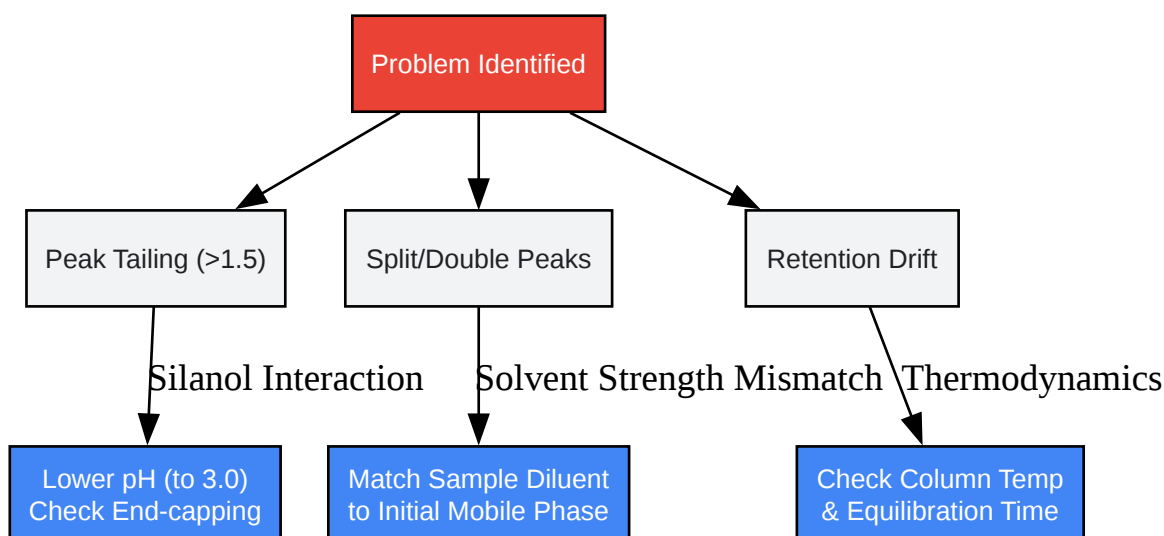 Problem Identified
Peak Tailing (>1.5)
Split/Double Peaks
Retention Drift
Silanol Interaction
Solvent Strength Mismatch
Thermodynamics
Lower pH (to 3.0)
Check End-capping
Match Sample Diluent
to Initial Mobile Phase
Check Column Temp
& Equilibration Time